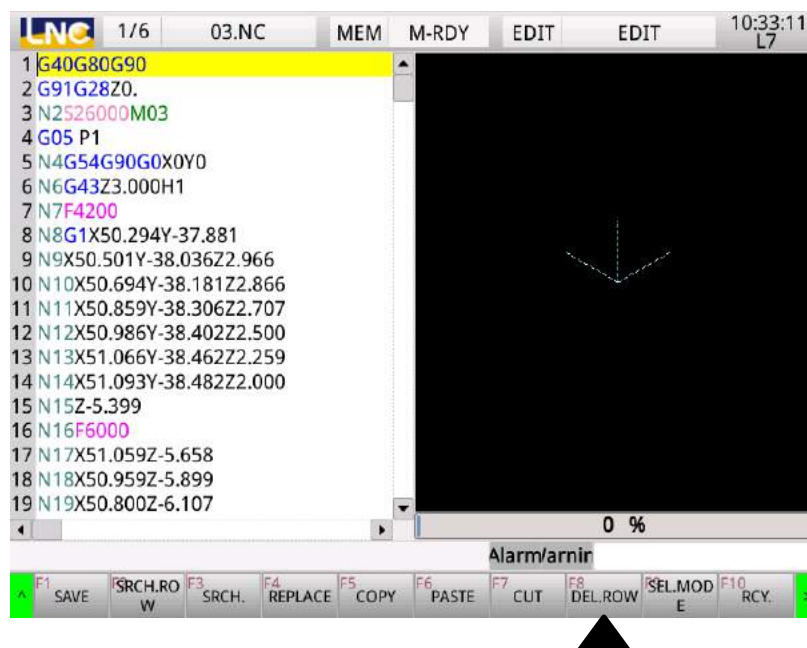 LNC 1/6 03.NC MEM M-RDY EDIT EDIT 10:33:11
L7
1 G40G80G90
2 G91G28Z0.
3 N2S26000M03
4 G05 P1
5 N4G54G90G0X0Y0
6 N6G43Z3.000H1
7 N7F4200
8 N8G1X50.294Y-37.881
9 N9X50.501Y-38.036Z2.966
10 N10X50.694Y-38.181Z2.866
11 N11X50.859Y-38.306Z2.707
12 N12X50.986Y-38.402Z2.500
13 N13X51.066Y-38.462Z2.259
14 N14X51.093Y-38.482Z2.000
15 N15Z-5.399
16 N16F6000
17 N17X51.059Z-5.658
18 N18X50.959Z-5.899
19 N19X50.800Z-6.107
0 %
Alarm/arnin
F1 SAVE
F2 SRCH.RO
W
F3 SRCH.
F4 REPLACE
F5 COPY
F6 PASTE
F7 CUT
F8 DEL.ROW
F9 SEL.MOD
E
F10 RCY.